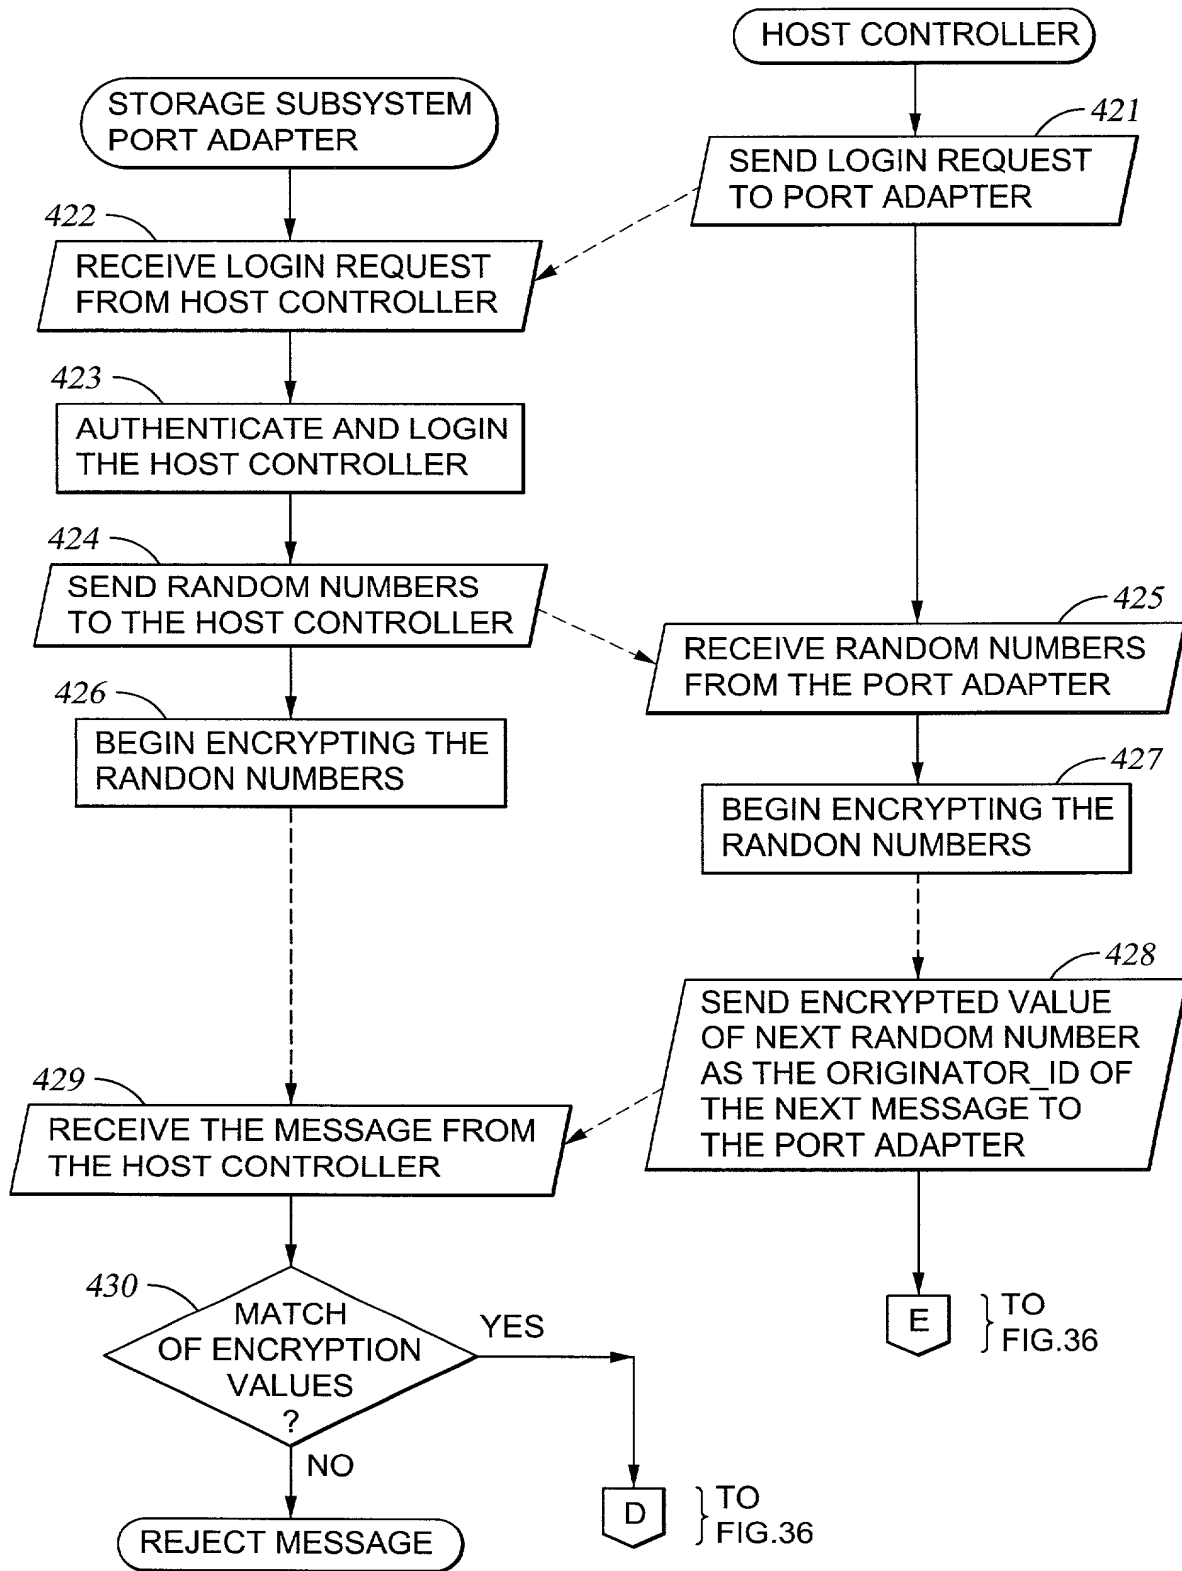 HOST CONTROLLER
STORAGE SUBSYSTEM
PORT ADAPTER
421
SEND LOGIN REQUEST
TO PORT ADAPTER
422
RECEIVE LOGIN REQUEST
FROM HOST CONTROLLER
423
AUTHENTICATE AND LOGIN
THE HOST CONTROLLER
424
SEND RANDOM NUMBERS
TO THE HOST CONTROLLER
425
RECEIVE RANDOM NUMBERS
FROM THE PORT ADAPTER
426
BEGIN ENCRYPTING THE
RANDON NUMBERS
427
BEGIN ENCRYPTING THE
RANDON NUMBERS
428
SEND ENCRYPTED VALUE
OF NEXT RANDOM NUMBER
AS THE ORIGINATOR_ID OF
THE NEXT MESSAGE TO
THE PORT ADAPTER
429
RECEIVE THE MESSAGE FROM
THE HOST CONTROLLER
430
MATCH
OF ENCRYPTION
VALUES
?
YES
NO
E
TO
FIG.36
D
TO
FIG.36
REJECT MESSAGE